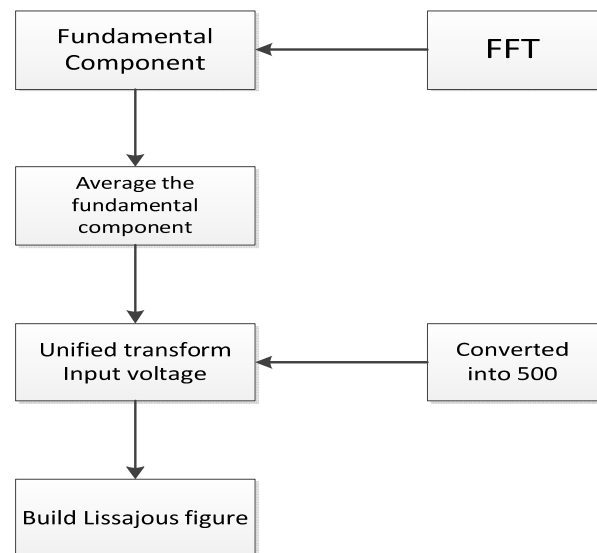 Fundamental
Component
FFT
Average the
fundamental
component
Unified transform
Input voltage
Converted
into 500
Build Lissajous figure